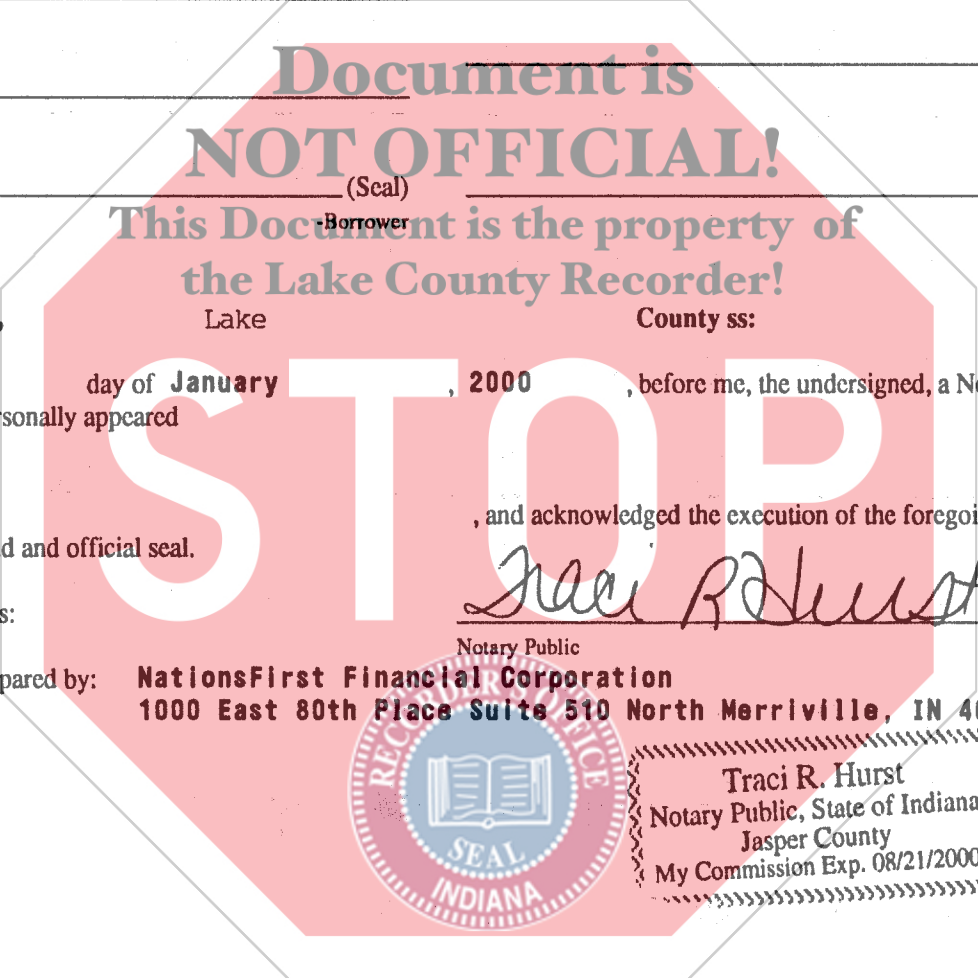 Document is
NOT OFFICIAL!
(Seal)
-Borrower
This Document is the property of
the Lake County Recorder!
Lake County ss:
day of January , 2000 , before me, the undersigned, a
sonally appeared
STOP
, and acknowledged the execution of the
and official seal.
Traci R Hurst
Notary Public
pared by: NationsFirst Financial Corporation
1000 East 80th Place Suite 510 North Merriville, IN
RECORDER'S OFFICE
SEAL
INDIANA
Traci R. Hurst
Notary Public, State of Indiana
Jasper County
My Commission Exp. 08/21/2000